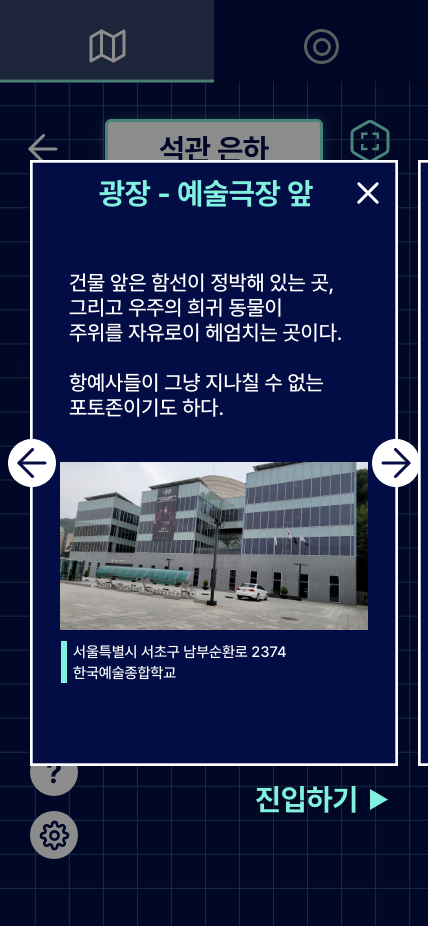 석관 은하
광장 - 예술극장 앞
건물 앞은 함선이 정박해 있는 곳,
그리고 우주의 희귀 동물이
주위를 자유로이 헤엄치는 곳이다.
항예사들이 그냥 지나칠 수 없는
포토존이기도 하다.
서울특별시 서초구 남부순환로 2374
한국예술종합학교
?
진입하기 ▶